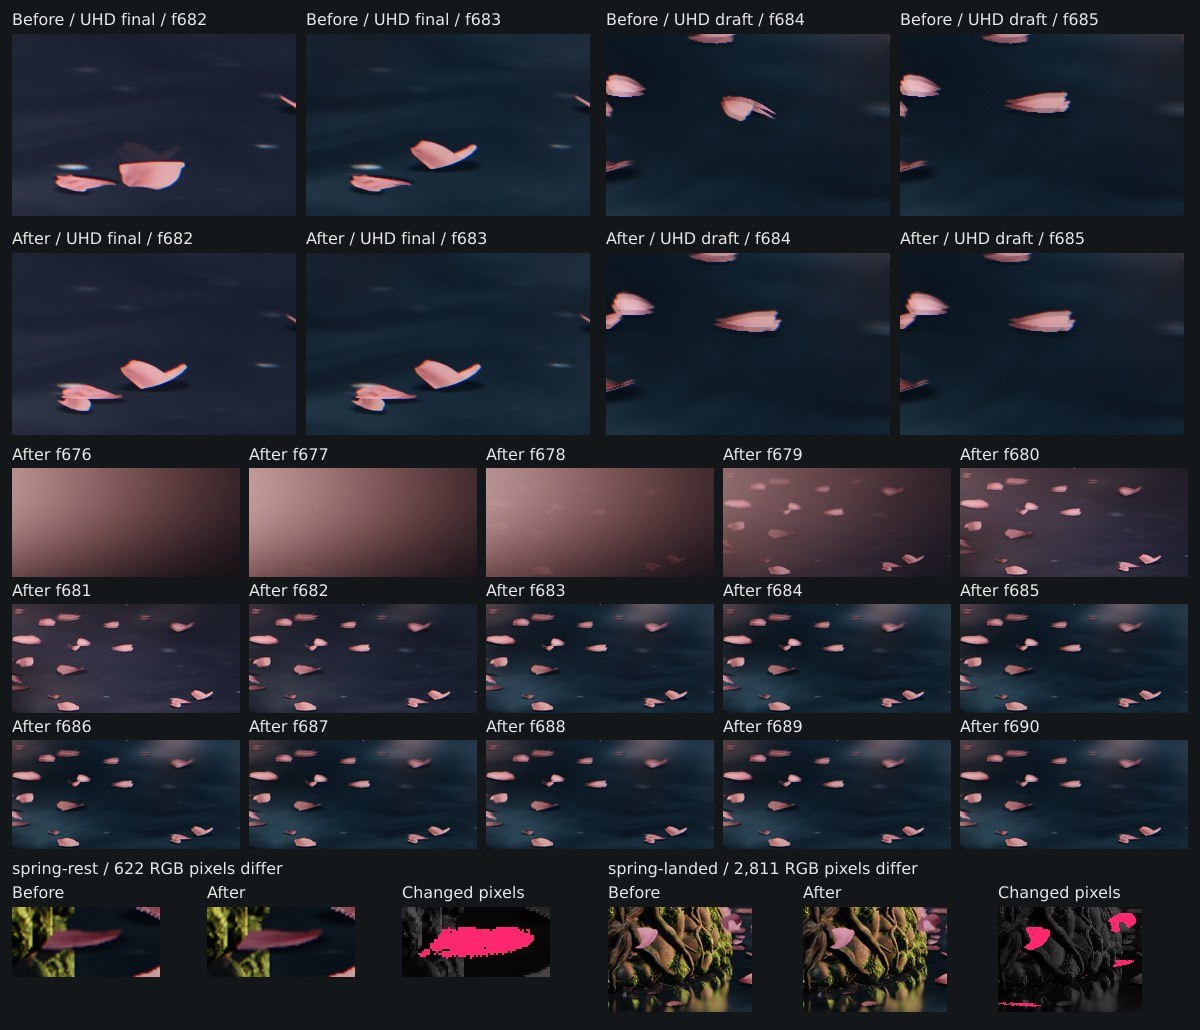 Before / UHD final / f682
Before / UHD final / f683
Before / UHD draft / f684
Before / UHD draft / f685
After / UHD final / f682
After / UHD final / f683
After / UHD draft / f684
After / UHD draft / f685
After f676
After f677
After f678
After f679
After f680
After f681
After f682
After f683
After f684
After f685
After f686
After f687
After f688
After f689
After f690
spring-rest / 622 RGB pixels differ
spring-landed / 2,811 RGB pixels differ
Before
After
Changed pixels
Before
After
Changed pixels